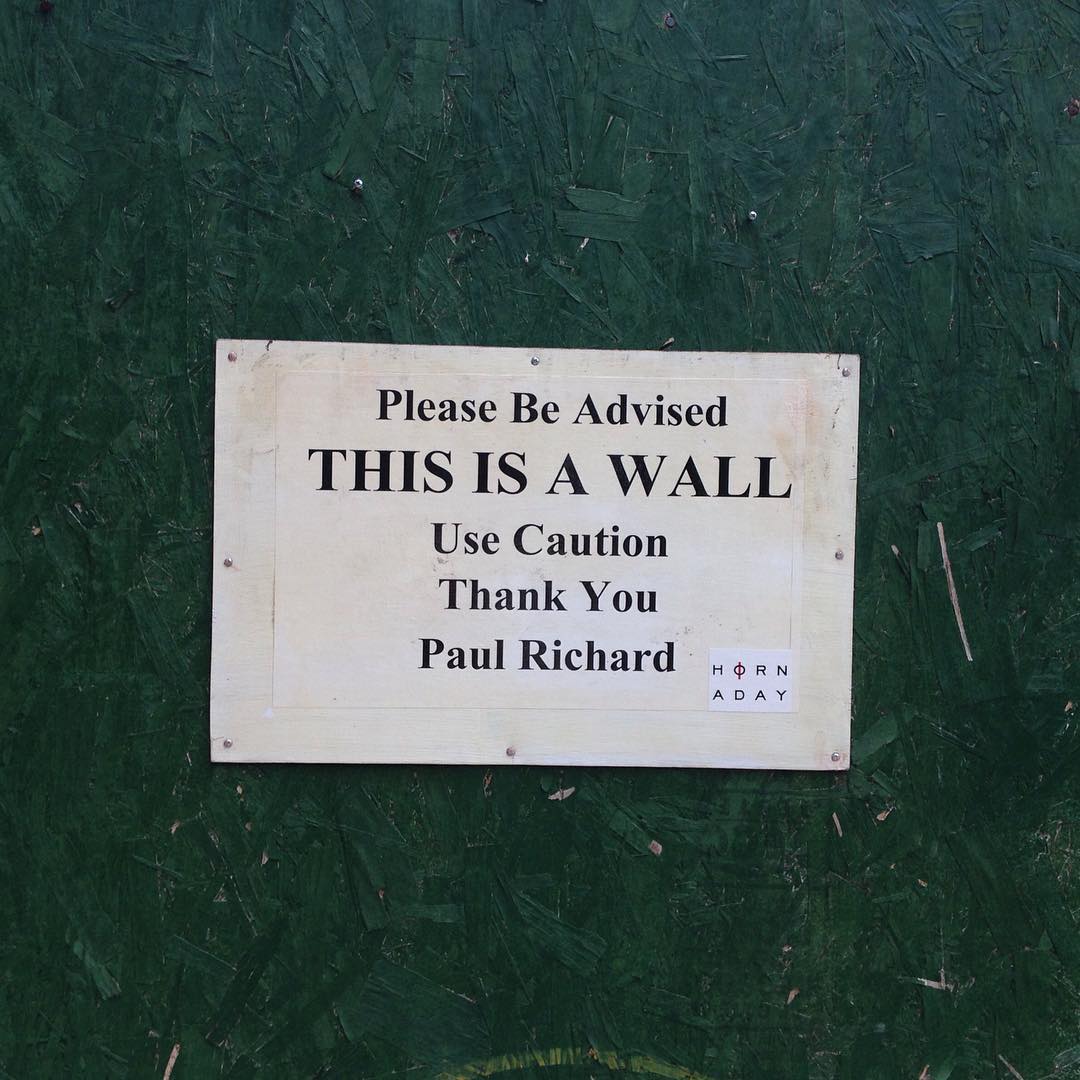 Please Be Advised
THIS IS A WALL
Use Caution
Thank You
Paul Richard
HORN
ADAY